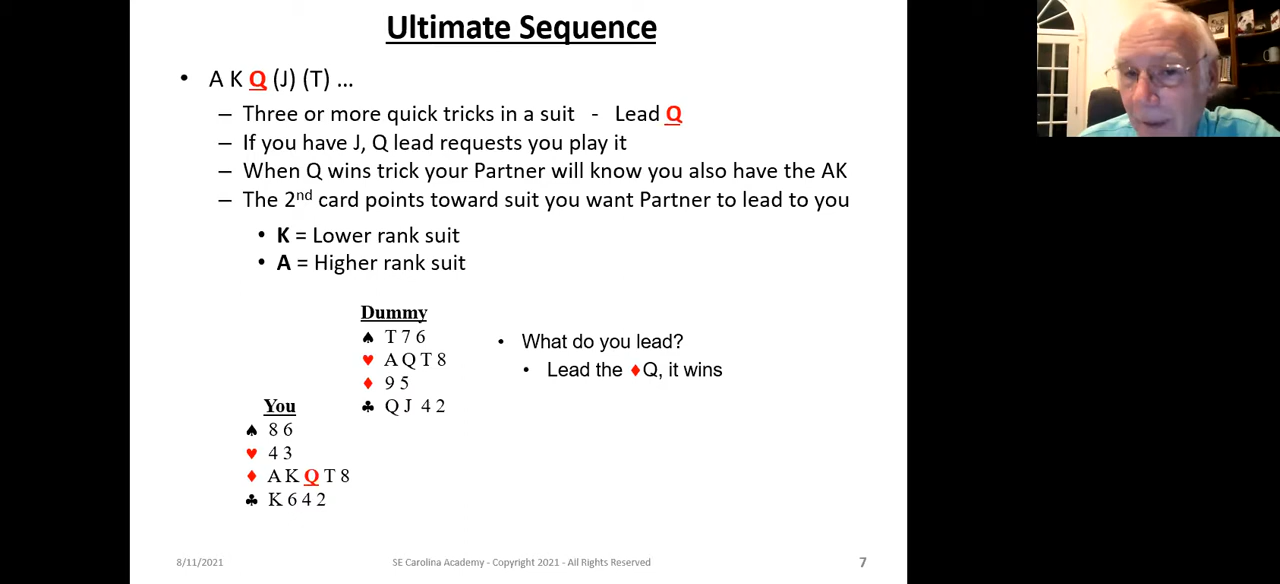 Ultimate Sequence
• A K Q (J) (T) ...
– Three or more quick tricks in a suit - Lead Q
– If you have J, Q lead requests you play it
– When Q wins trick your Partner will know you also have the AK
– The 2nd card points toward suit you want Partner to lead to you
• K = Lower rank suit
• A = Higher rank suit
Dummy
♠ T 7 6
♥ A Q T 8
♦ 9 5
♣ Q J 4 2
• What do you lead?
• Lead the ♦Q, it wins
You
♠ 8 6
♥ 4 3
♦ A K Q T 8
♣ K 6 4 2
8/11/2021
SE Carolina Academy - Copyright 2021 - All Rights Reserved
7